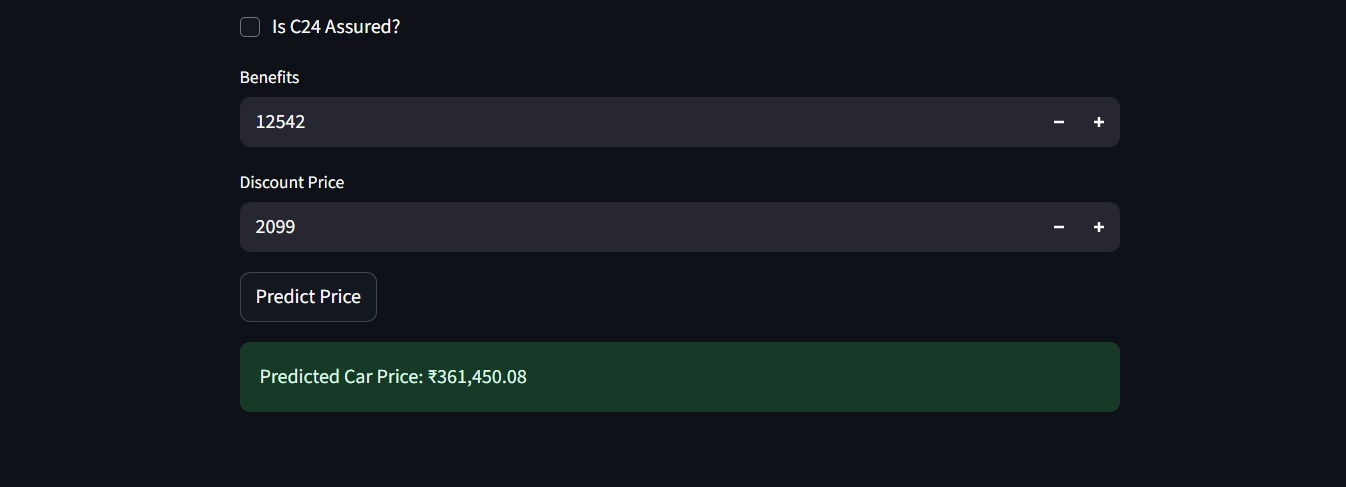 Is C24 Assured?
Benefits
12542
Discount Price
2099
Predict Price
Predicted Car Price: ₹361,450.08